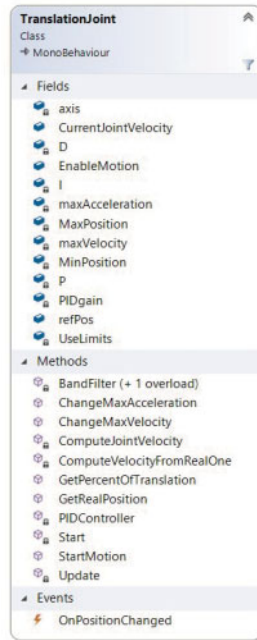 TranslationJoint
Class
MonoBehaviour
Fields
axis
CurrentJointVelocity
D
EnableMotion
I
maxAcceleration
MaxPosition
maxVelocity
MinPosition
P
PIDgain
refPos
UseLimits
Methods
BandFilter (+ 1 overload)
ChangeMaxAcceleration
ChangeMaxVelocity
ComputeJointVelocity
ComputeVelocityFromRealOne
GetPercentOfTranslation
GetRealPosition
PIDController
Start
StartMotion
Update
Events
OnPositionChanged